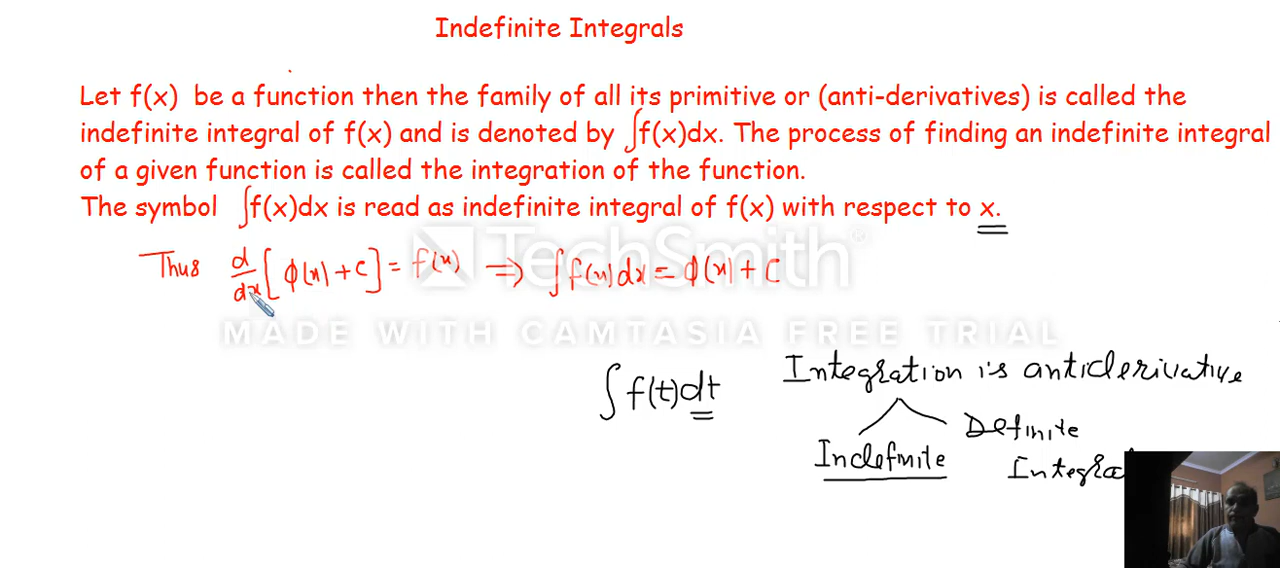 Indefinite Integrals
Let f(x) be a function then the family of all its primitive or (anti-derivatives) is called the
indefinite integral of f(x) and is denoted by ∫f(x)dx. The process of finding an indefinite integral
of a given function is called the integration of the function.
The symbol ∫f(x)dx is read as indefinite integral of f(x) with respect to x.
TechSmith®
Thus d/dx [ϕ(x)+c] = f(x) ⇒ ∫f(x)dx = ϕ(x)+c
MADE WITH CAMTASIA FREE TRIAL
Integration is antiderivative
∫f(t)dt
Definite
Indefinite
Integra